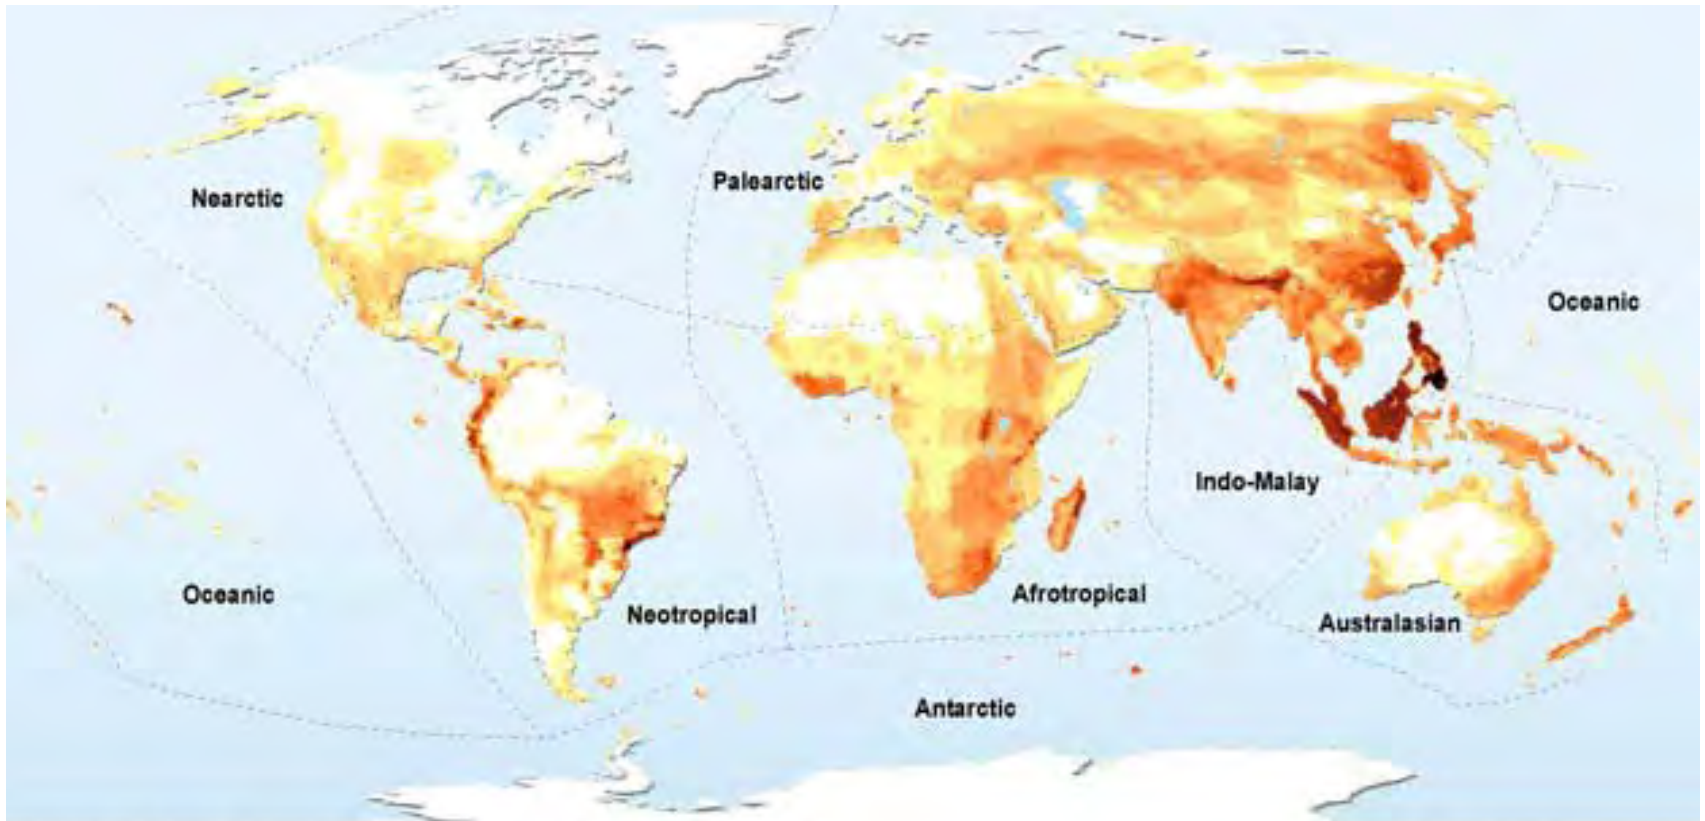 Nearctic
Palearctic
Oceanic
Indo-Malay
Oceanic
Neotropical
Afrotropical
Australasian
Antarctic